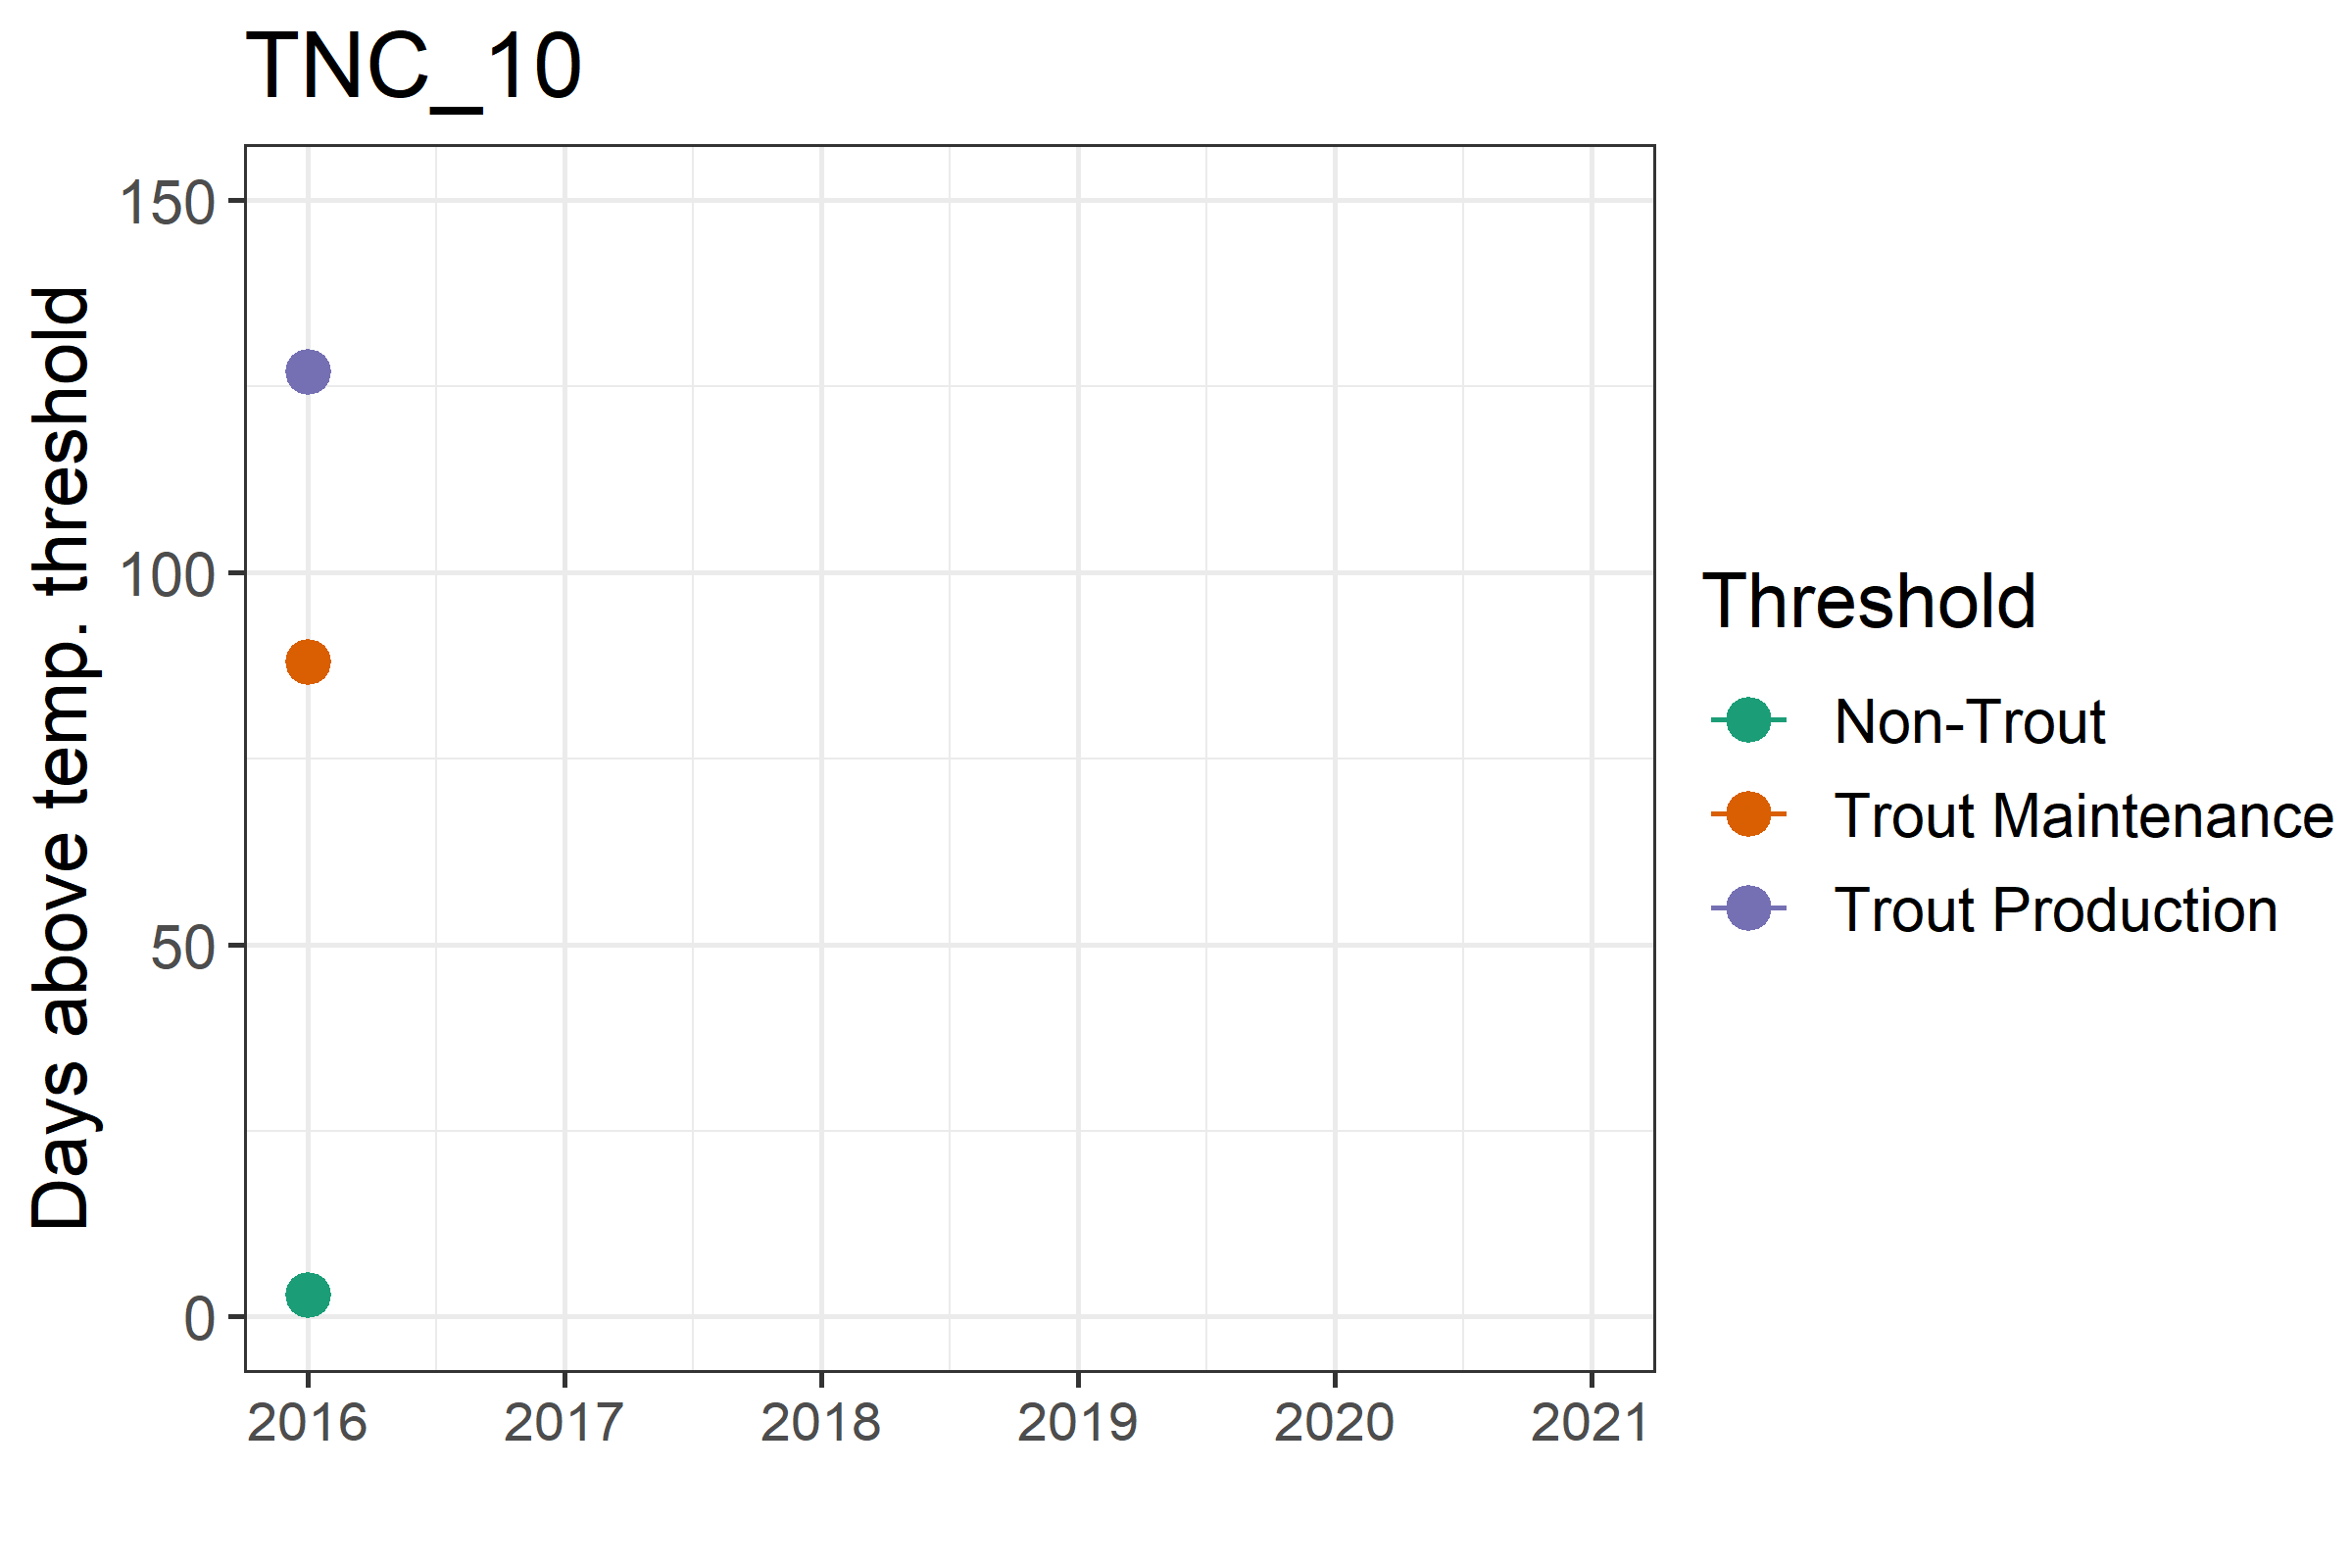 TNC_10
Days above temp. threshold
150
100
50
0
2016 2017 2018 2019 2020 2021
Threshold
Non-Trout
Trout Maintenance
Trout Production